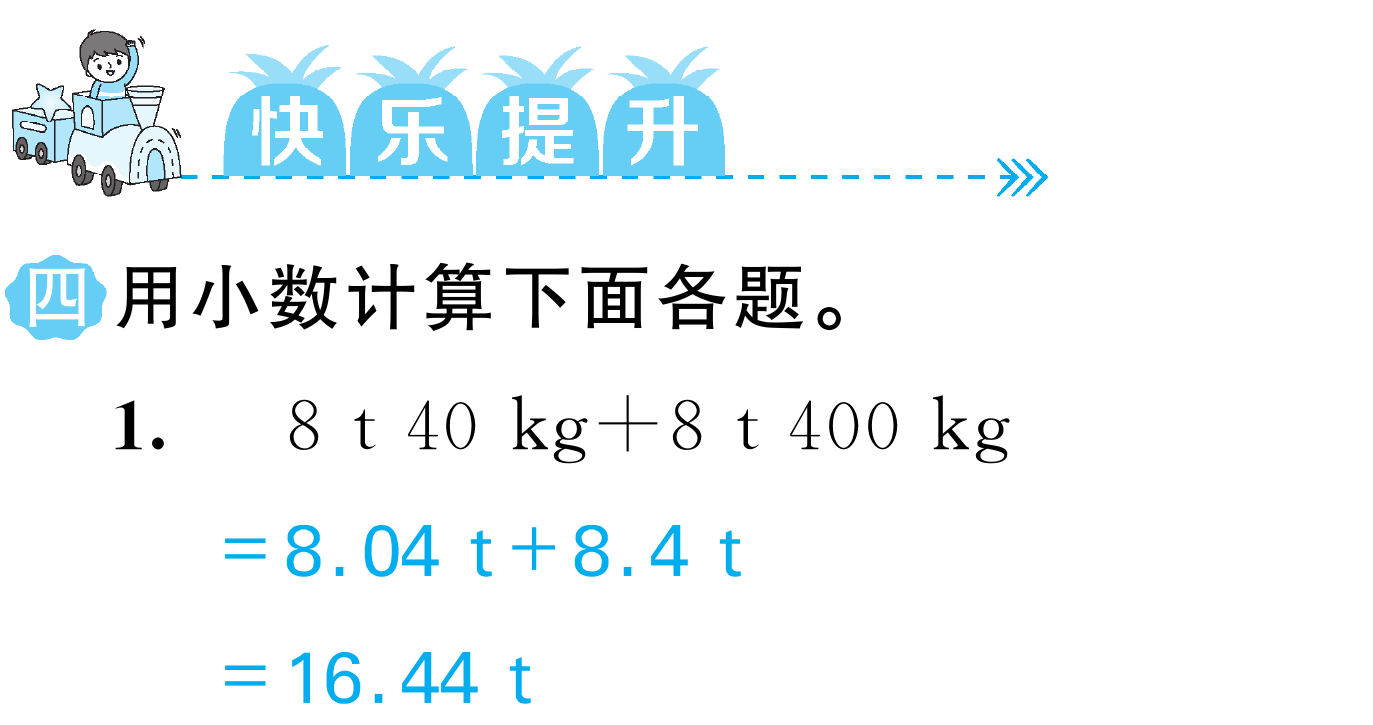 快乐提升
四 用小数计算下面各题。
1. 8 t 40 kg+8 t 400 kg
=8.04 t+8.4 t
=16.44 t